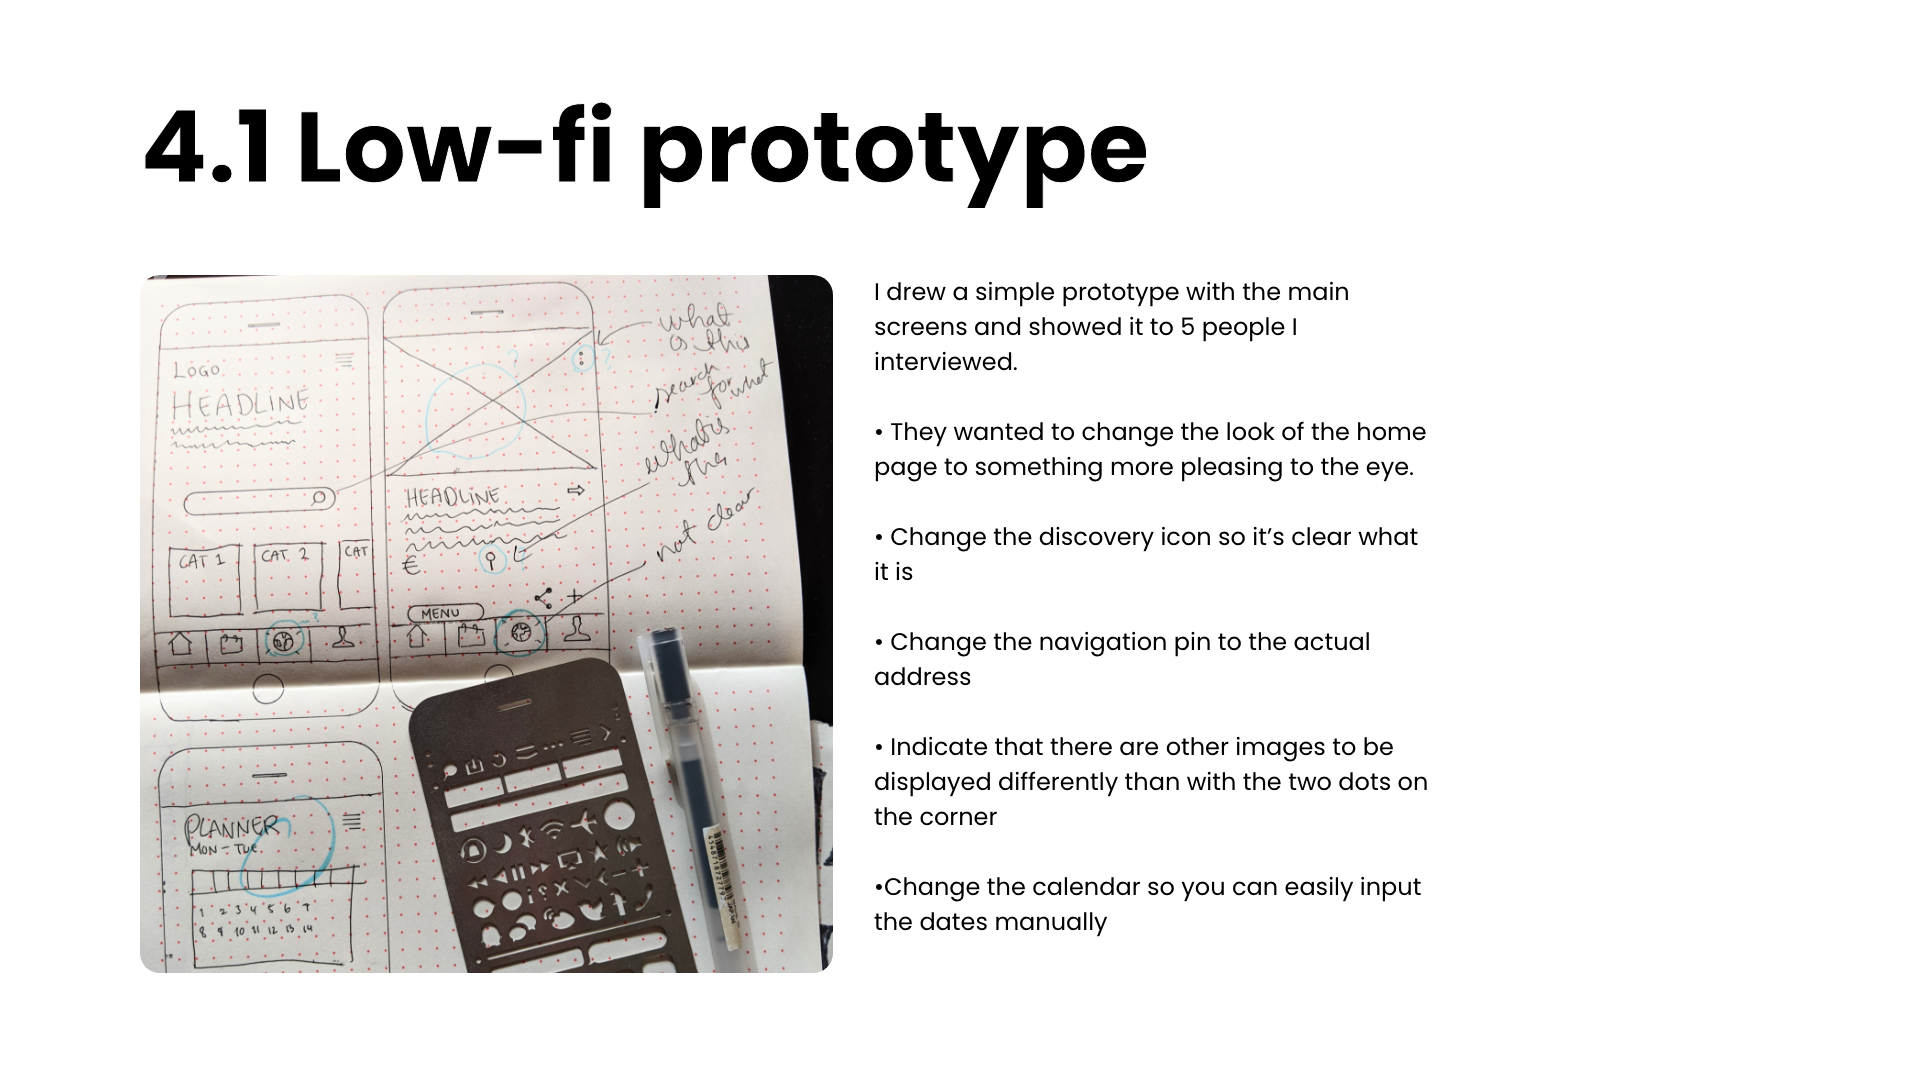 4.1 Low-fi prototype
LOGO
HEADLINE
CAT 1
CAT. 2
CAT
HEADLINE
€
MENU
what
is this
search
for what
what is
this
not clear
?
?
?
PLANNER
MON - TUE.
1 2 3 4 5 6 7
8 9 10 11 12 13 14
I drew a simple prototype with the main
screens and showed it to 5 people I
interviewed.
• They wanted to change the look of the home
page to something more pleasing to the eye.
• Change the discovery icon so it’s clear what
it is
• Change the navigation pin to the actual
address
• Indicate that there are other images to be
displayed differently than with the two dots on
the corner
•Change the calendar so you can easily input
the dates manually